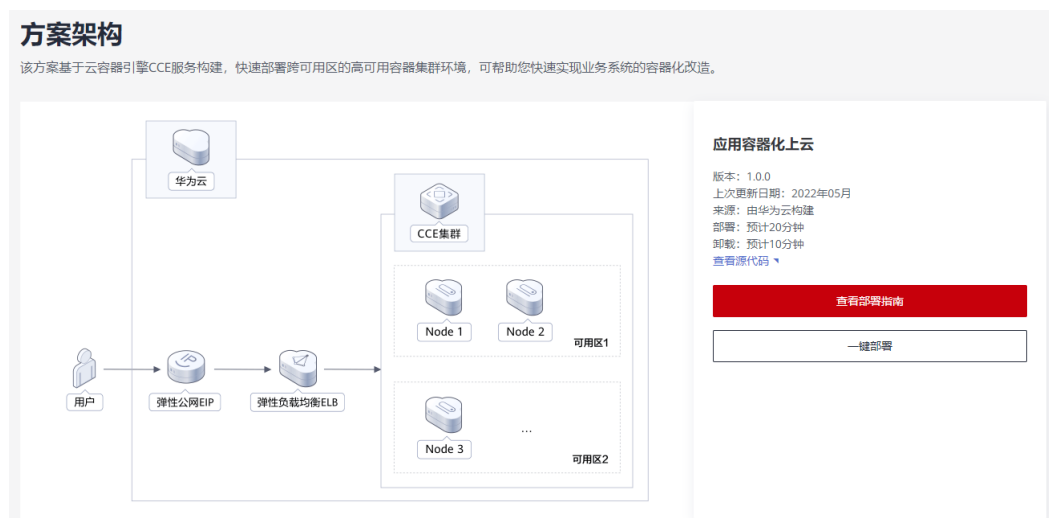 方案架构
该方案基于云容器引擎CCE服务构建，快速部署跨可用区的高可用容器集群环境，可帮助您快速实现业务系统的容器化改造。
华为云
CCE集群
Node 1
Node 2
可用区1
用户
弹性公网EIP
弹性负载均衡ELB
Node 3
...
可用区2
应用容器化上云
版本：1.0.0
上次更新日期：2022年05月
来源：由华为云构建
部署：预计20分钟
卸载：预计10分钟
查看源代码
查看部署指南
一键部署
IP